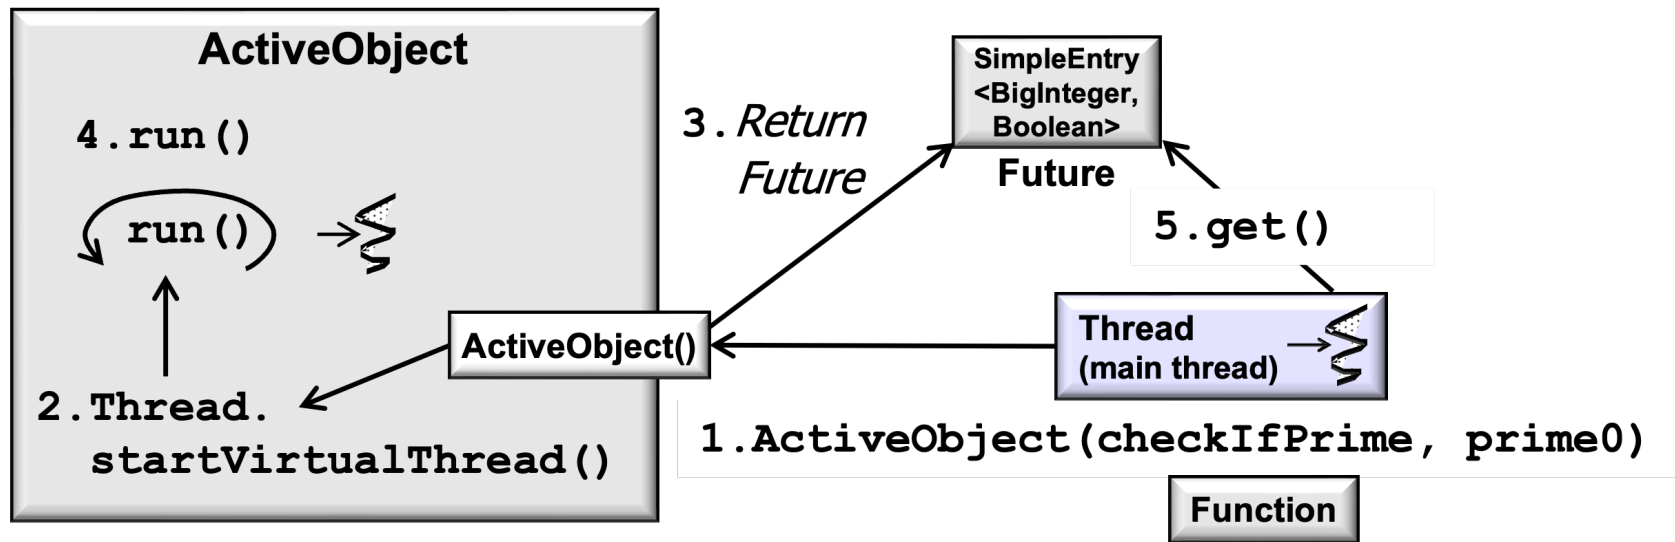 ActiveObject
4.run()
run()
2.Thread.
startVirtualThread()
ActiveObject()
3.Return
Future
SimpleEntry
<BigInteger,
Boolean>
Future
5.get()
Thread
(main thread)
1.ActiveObject(checkIfPrime, prime0)
Function